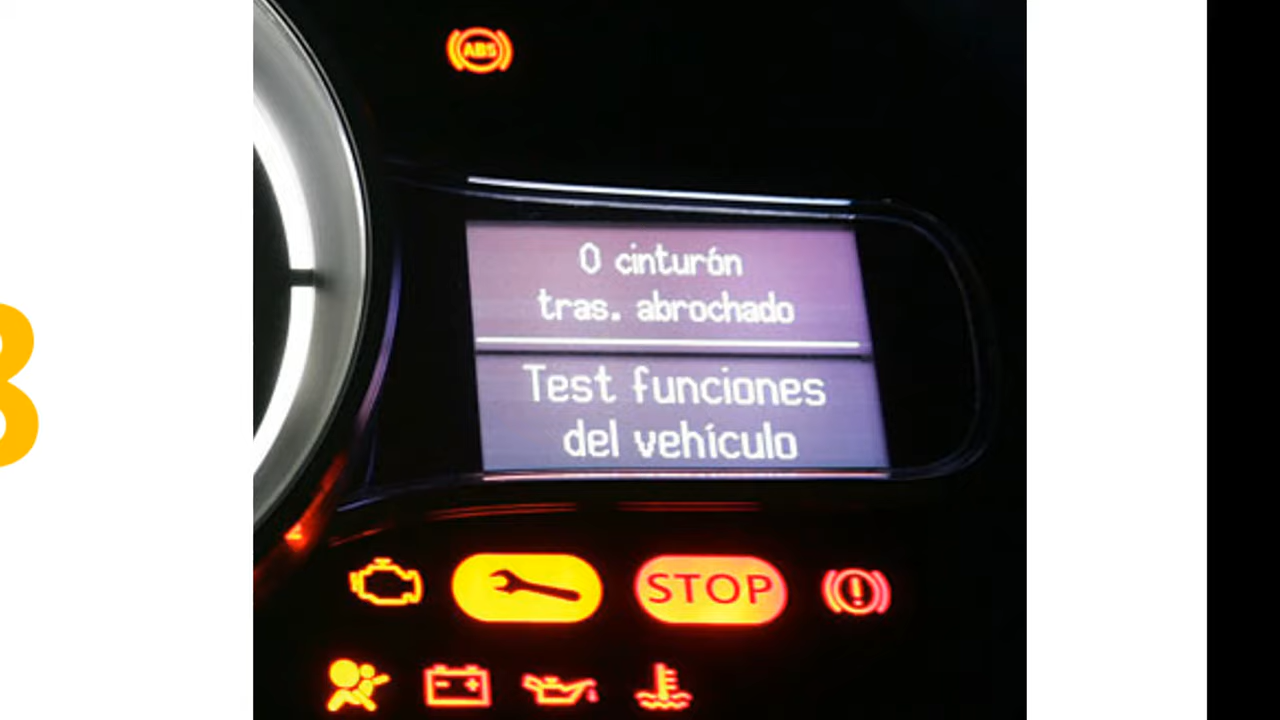 ABS
0 cinturón
tras. abrochado
Test funciones
del vehículo
STOP